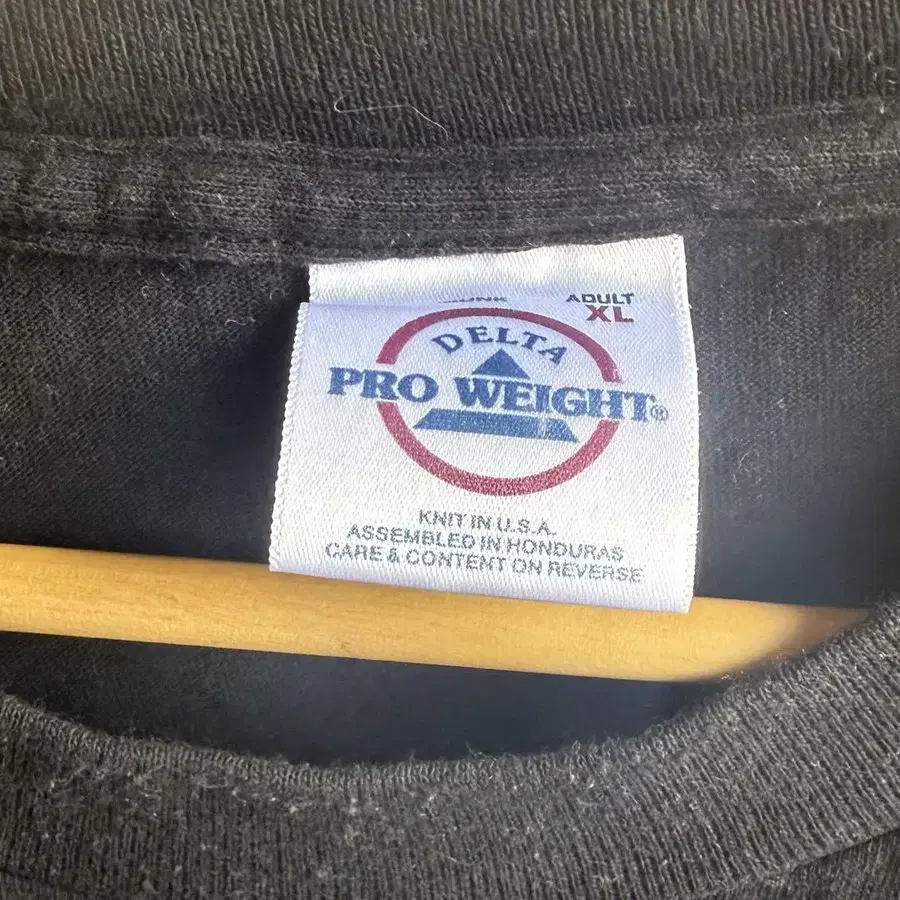 ADULT
XL
DELTA
PRO WEIGHT®
KNIT IN U.S.A.
ASSEMBLED IN HONDURAS
CARE & CONTENT ON REVERSE